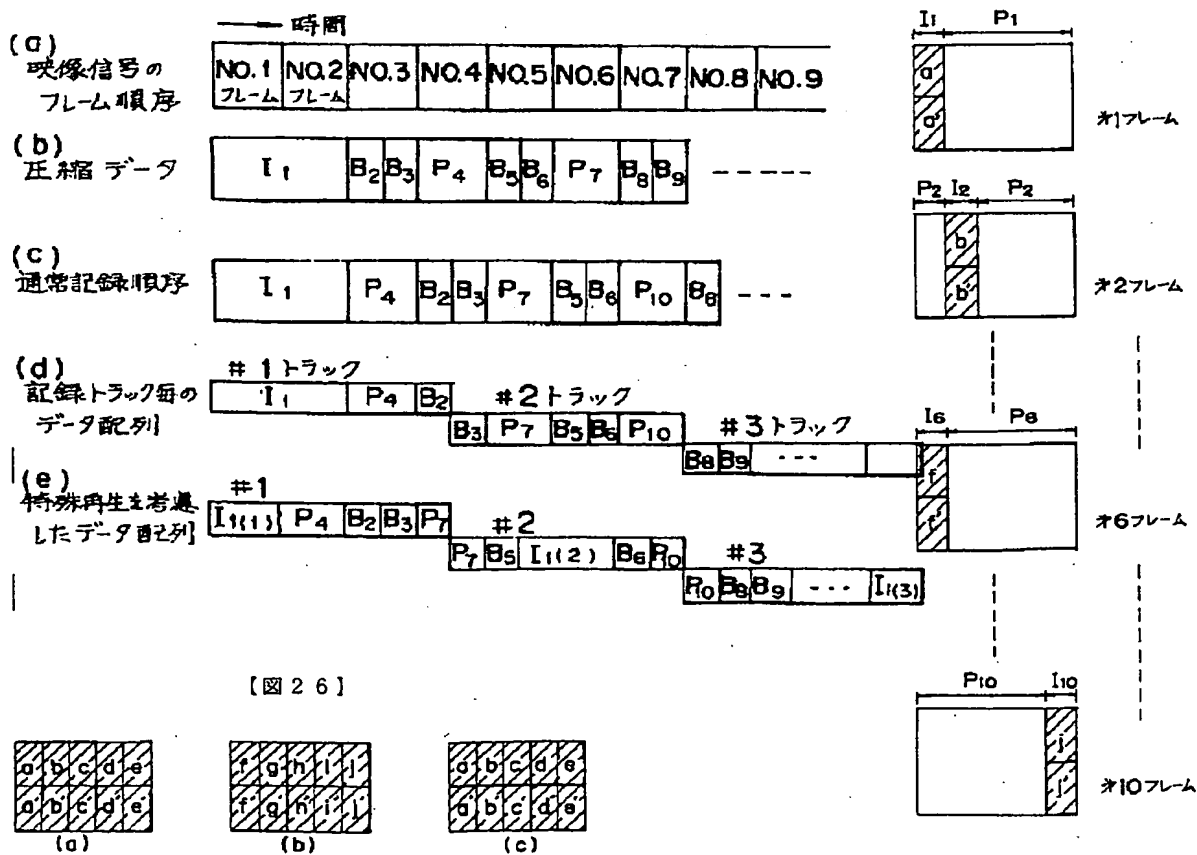 → 時間
(a)
映像信号の
フレーム順序
NO.1 NO.2 NO.3 NO.4 NO.5 NO.6 NO.7 NO.8 NO.9
フレーム フレーム
(b)
圧縮データ
I1 B2 B3 P4 B5 B6 P7 B8 B9
(c)
通常記録順序
I1 P4 B2 B3 P7 B5 B6 P10 B8
(d)
記録トラック毎の
データ配列
#1トラック
I1 P4 B2
#2トラック
B3 P7 B5 B6 P10
#3トラック
B8 B9
(e)
特殊再生を考慮
したデータ配列
#1
I1(1) P4 B2 B3 P7
#2
P7 B5 I1(2) B6 P10
#3
P10 B8 B9 I1(3)
I1 P1
a
a'
オ1フレーム
P2 I2 P2
b
b'
オ2フレーム
I6 P6
f
f'
オ6フレーム
P10 I10
j
j'
オ10フレーム
【図26】
a b c d e
a' b' c' d' e'
(a)
f g h i j
f' g' h' i' j'
(b)
a b c d e
a' b' c' d' e'
(c)